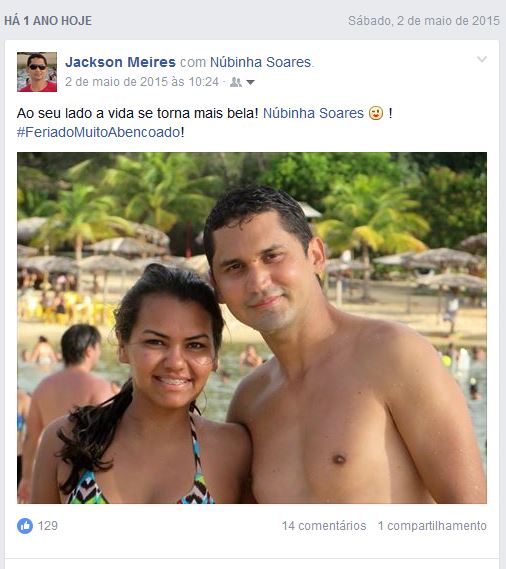 HÁ 1 ANO HOJE
Sábado, 2 de maio de 2015
Jackson Meires com Núbinha Soares.
2 de maio de 2015 às 10:24 ·
Ao seu lado a vida se torna mais bela! Núbinha Soares 😜 !
#FeriadoMuitoAbencoado!
129
14 comentários 1 compartilhamento